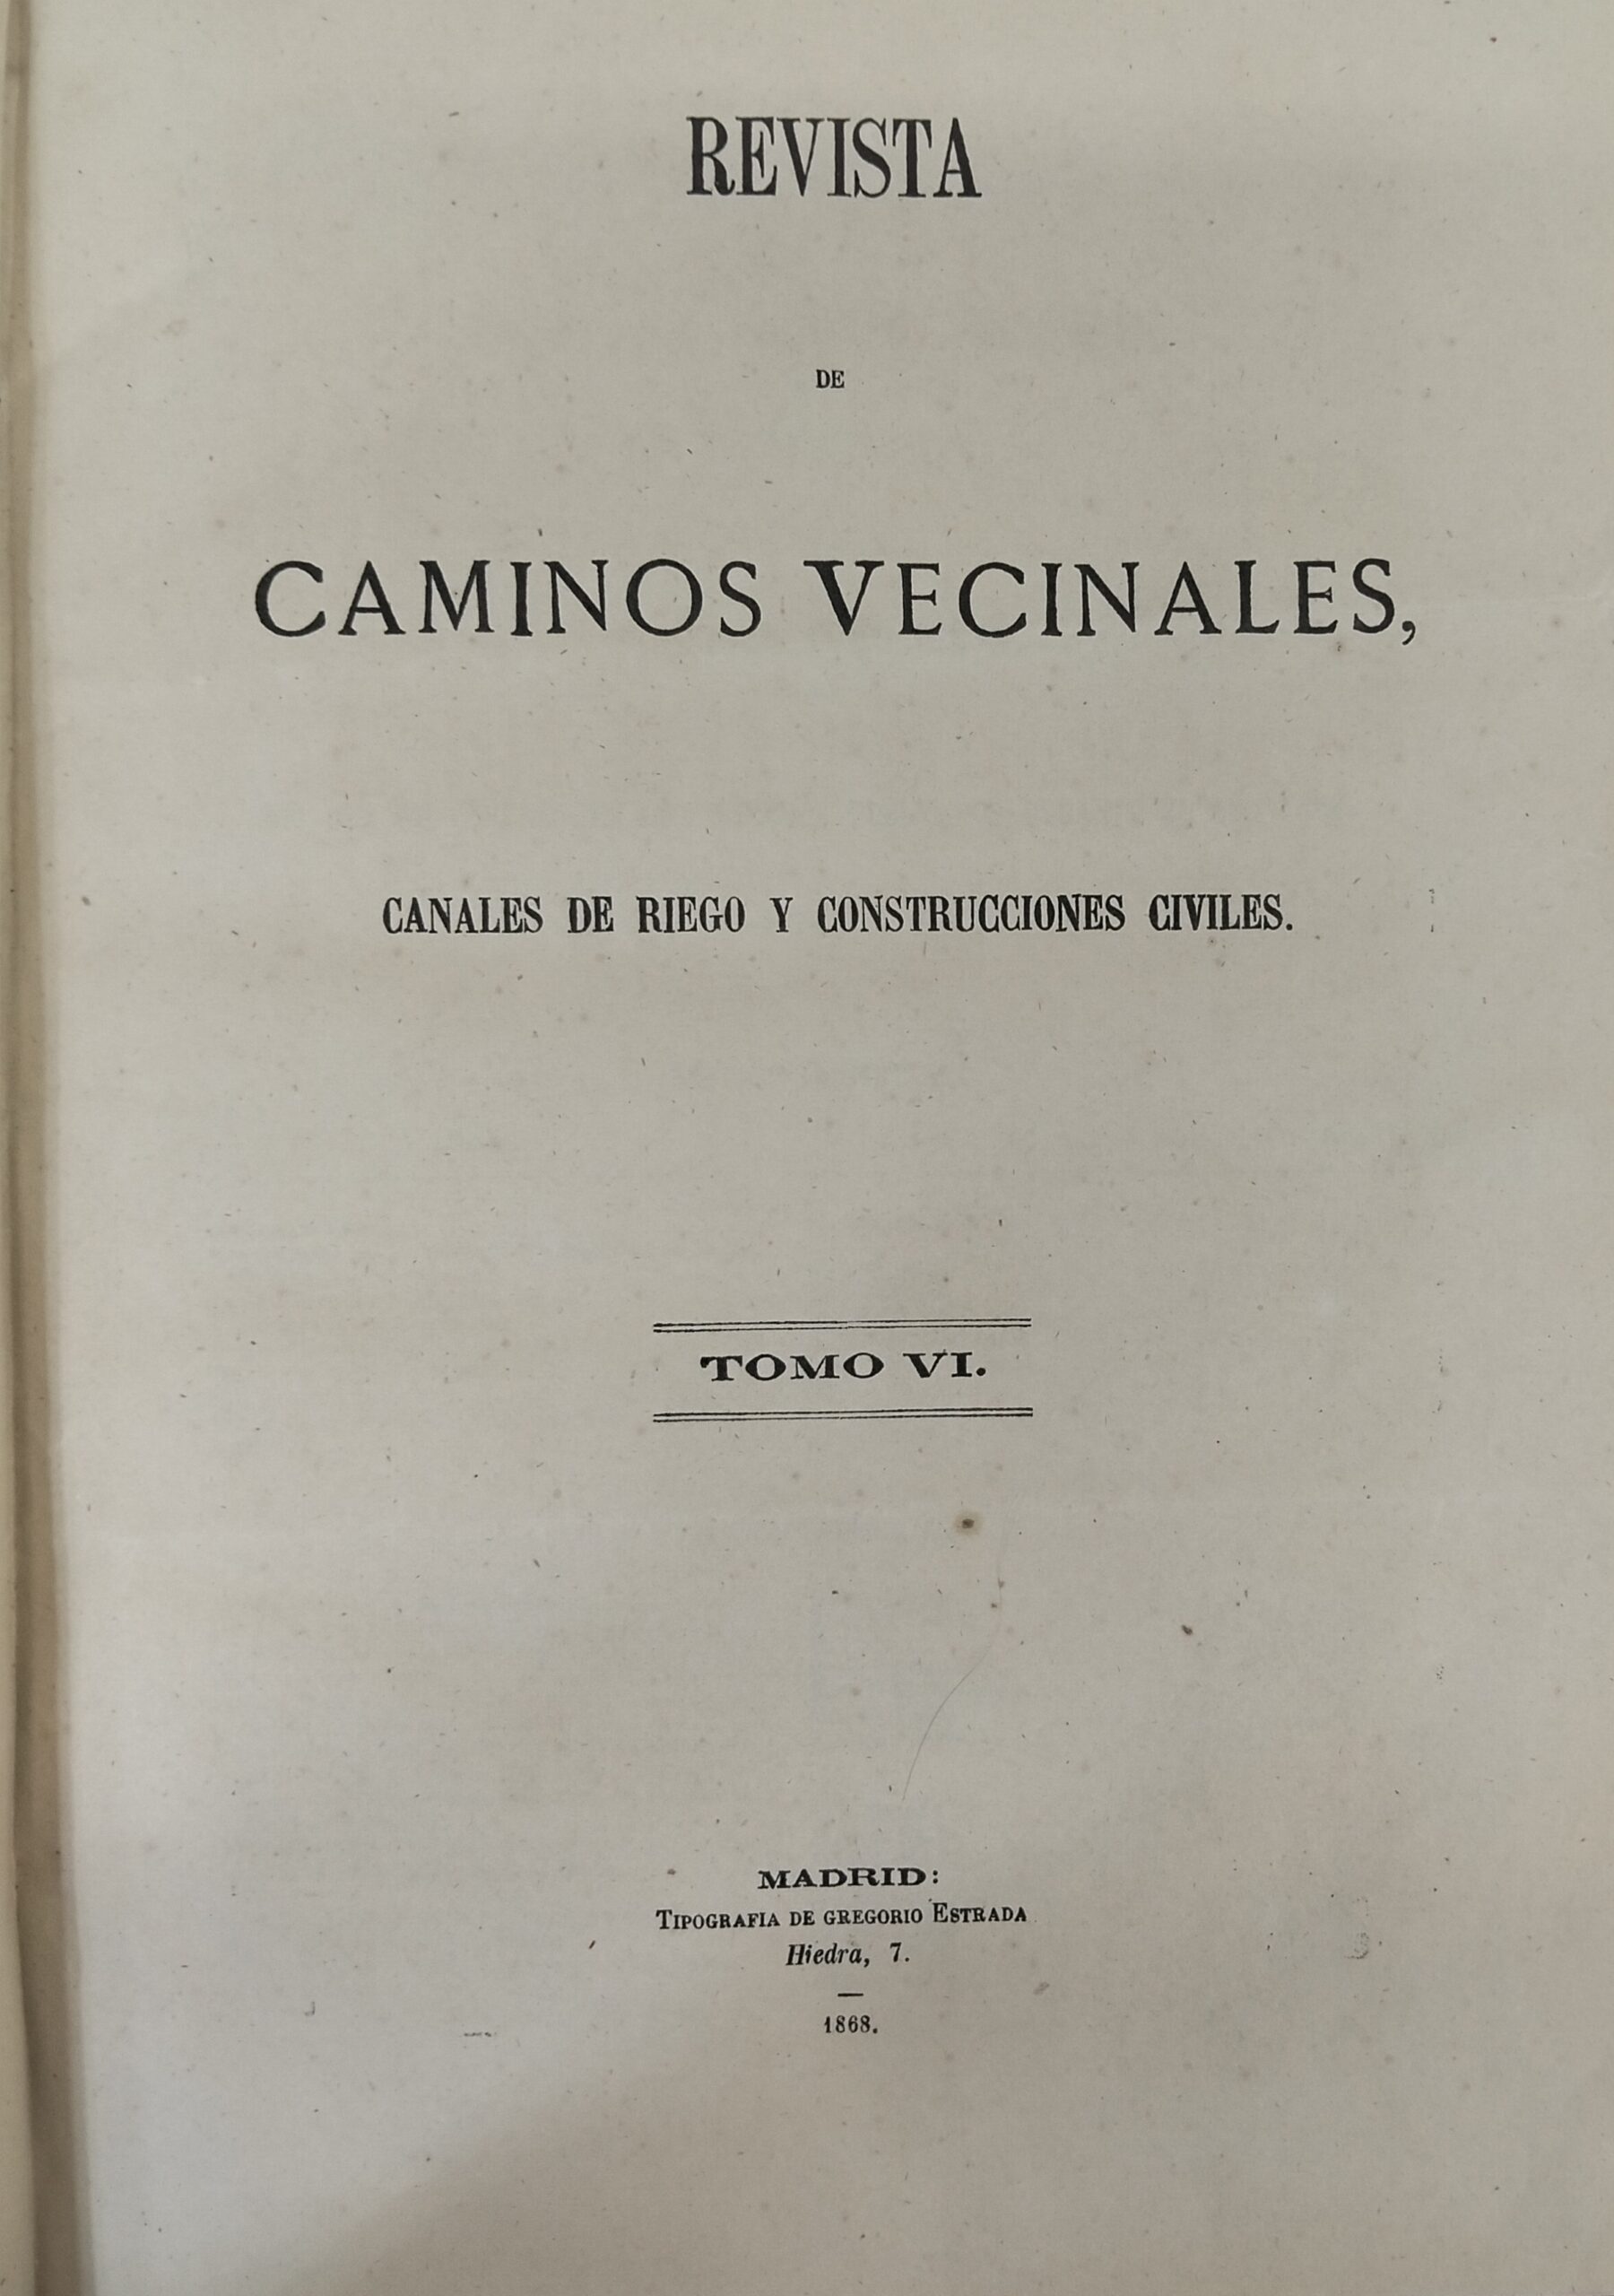 REVISTA
DE
CAMINOS VECINALES,
CANALES DE RIEGO Y CONSTRUCCIONES CIVILES.
TOMO VI.
MADRID:
TIPOGRAFIA DE GREGORIO ESTRADA
Hiedra, 7.
1868.